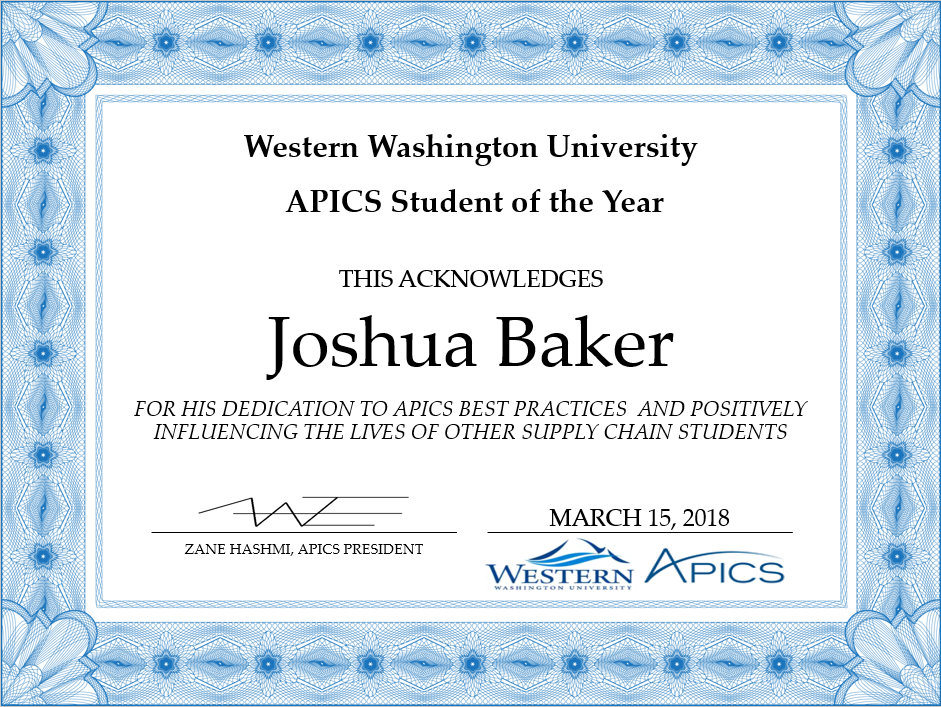 Western Washington University
APICS Student of the Year
THIS ACKNOWLEDGES
Joshua Baker
FOR HIS DEDICATION TO APICS BEST PRACTICES  AND POSITIVELY
INFLUENCING THE LIVES OF OTHER SUPPLY CHAIN STUDENTS
MARCH 15, 2018
ZANE HASHMI, APICS PRESIDENT
WESTERN
WASHINGTON UNIVERSITY
APICS